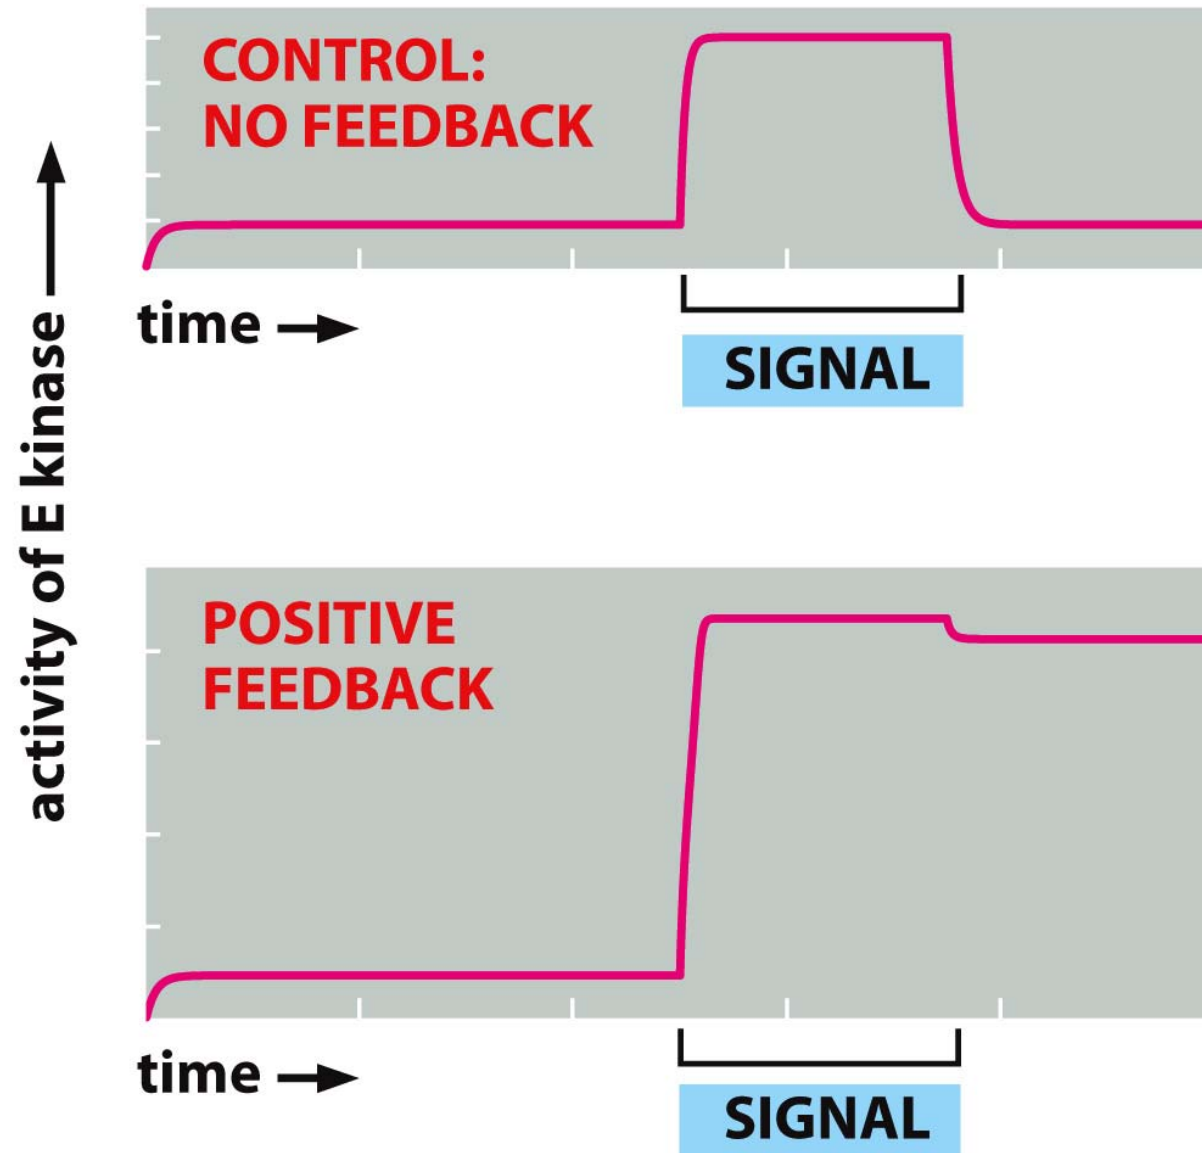 CONTROL:
NO FEEDBACK
activity of E kinase
time
SIGNAL
POSITIVE
FEEDBACK
time
SIGNAL